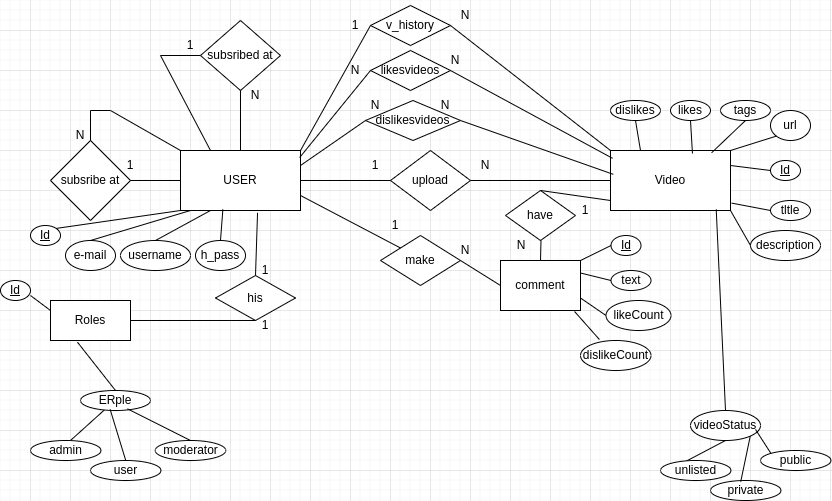 1
v_history
N
1
subsribed at
N
likesvideos
N
N
N
N
dislikesvideos
dislikes
likes
tags
url
N
subsribe at
1
USER
1
upload
N
Video
Id
tItle
description
have
1
N
Id
e-mail
username
h_pass
1
make
N
comment
Id
text
likeCount
dislikeCount
1
his
1
Id
Roles
ERple
admin
user
moderator
videoStatus
unlisted
private
public